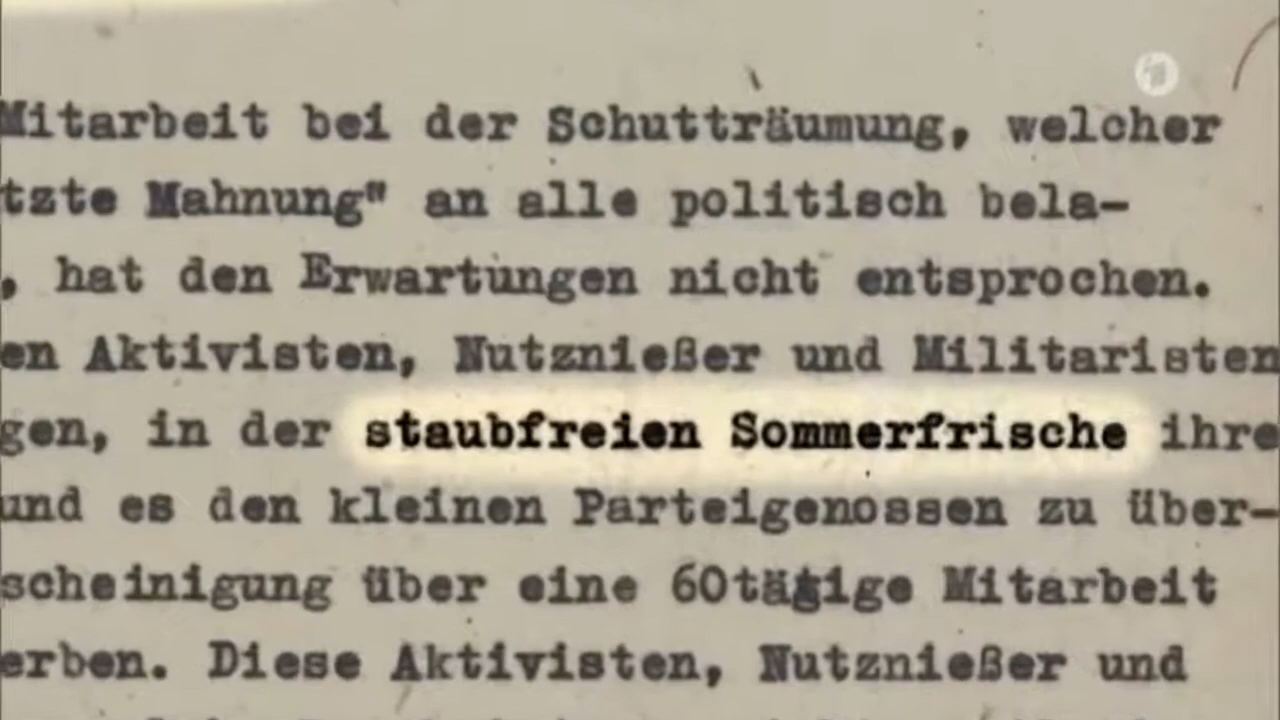 Mitarbeit bei der Schutträumung, welcher
tzte Mahnung" an alle politisch bela-
, hat den Erwartungen nicht entsprochen.
en Aktivisten, Nutznießer und Militaristen
gen, in der staubfreien Sommerfrische ihre
und es den kleinen Parteigenossen zu über-
scheinigung über eine 60tägige Mitarbeit
erben. Diese Aktivisten, Nutznießer und